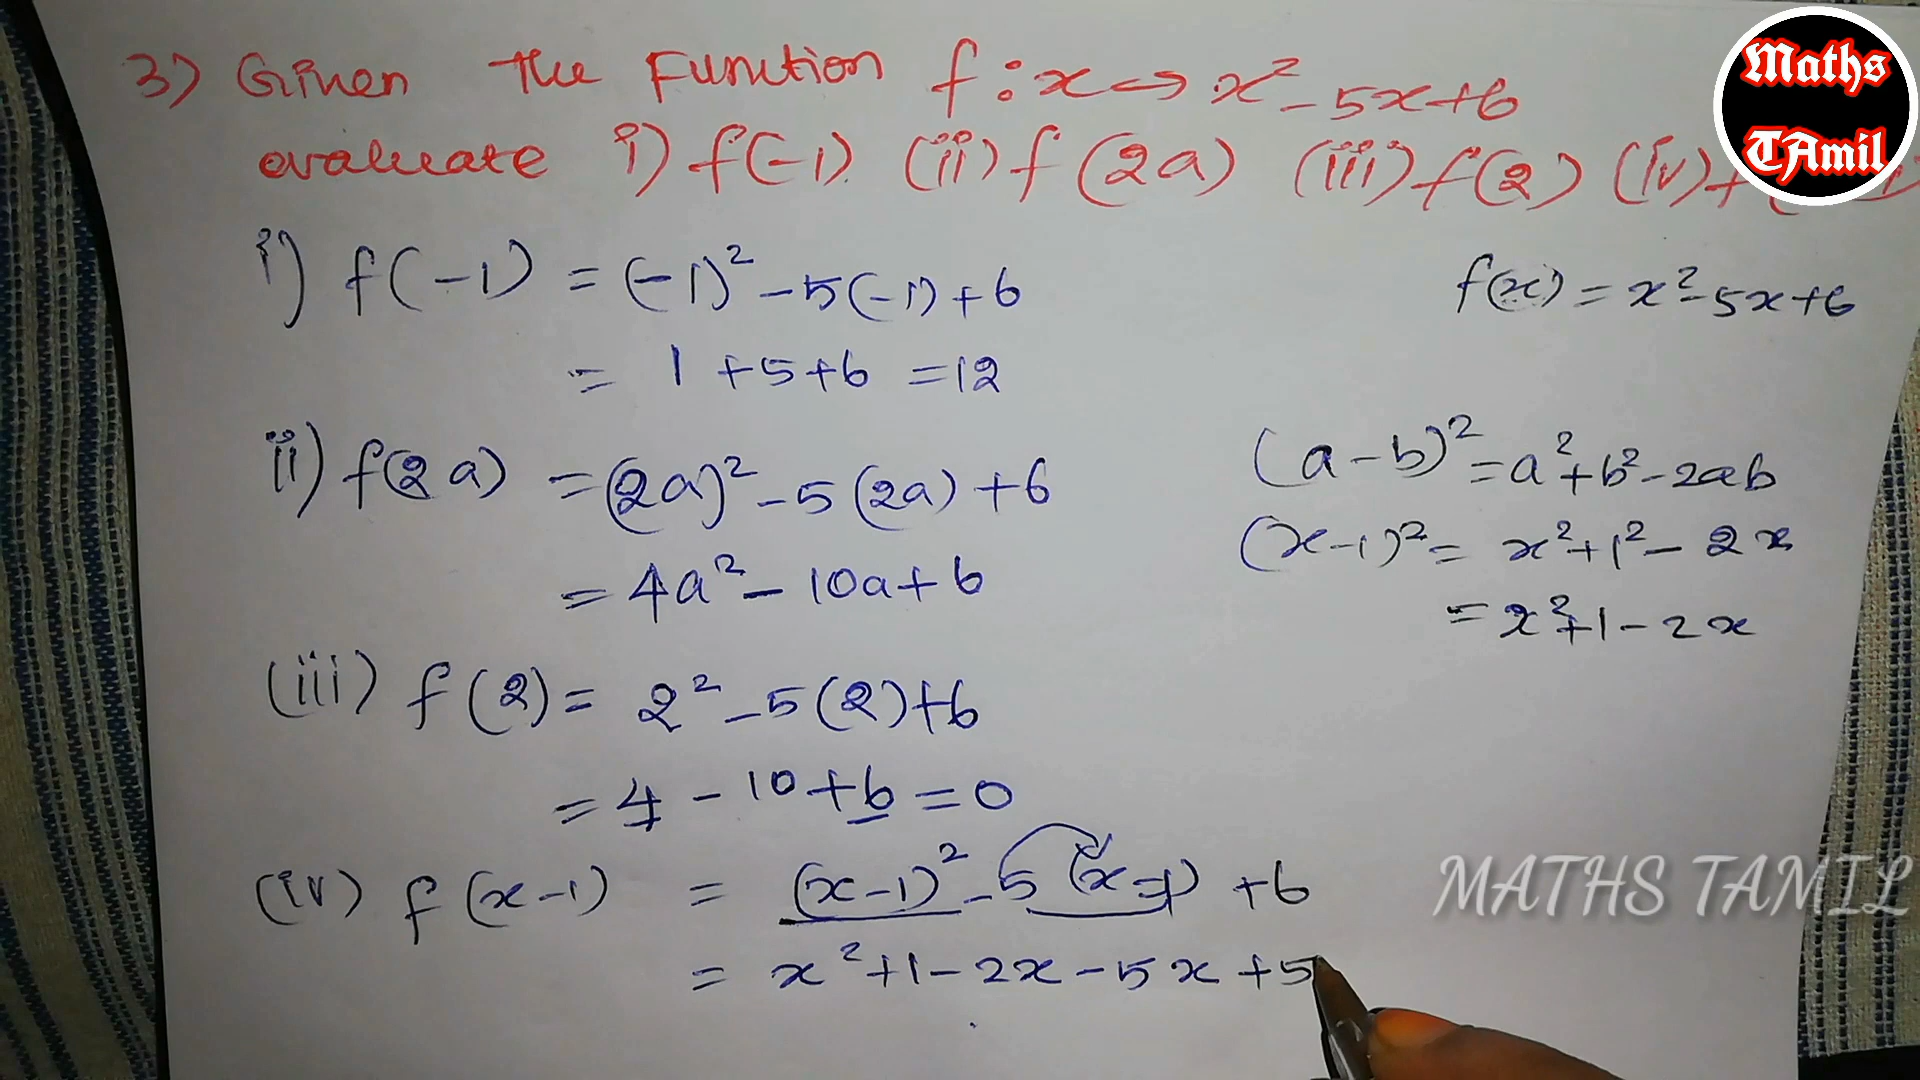 Maths
TAmil
3) Given the Function f : x → x² - 5x + 6
evaluate i) f(-1) (ii) f(2a) (iii) f(2) (iv) f(
i) f(-1) = (-1)² - 5(-1) + 6
= 1 + 5 + 6 = 12
f(x) = x² - 5x + 6
ii) f(2a) = (2a)² - 5(2a) + 6
= 4a² - 10a + 6
(a - b)² = a² + b² - 2ab
(x - 1)² = x² + 1² - 2x
= x² + 1 - 2x
(iii) f(2) = 2² - 5(2) + 6
= 4 - 10 + 6 = 0
(iv) f(x-1) = (x-1)² - 5(x-1) + 6
= x² + 1 - 2x - 5x + 5
MATHS TAMIL